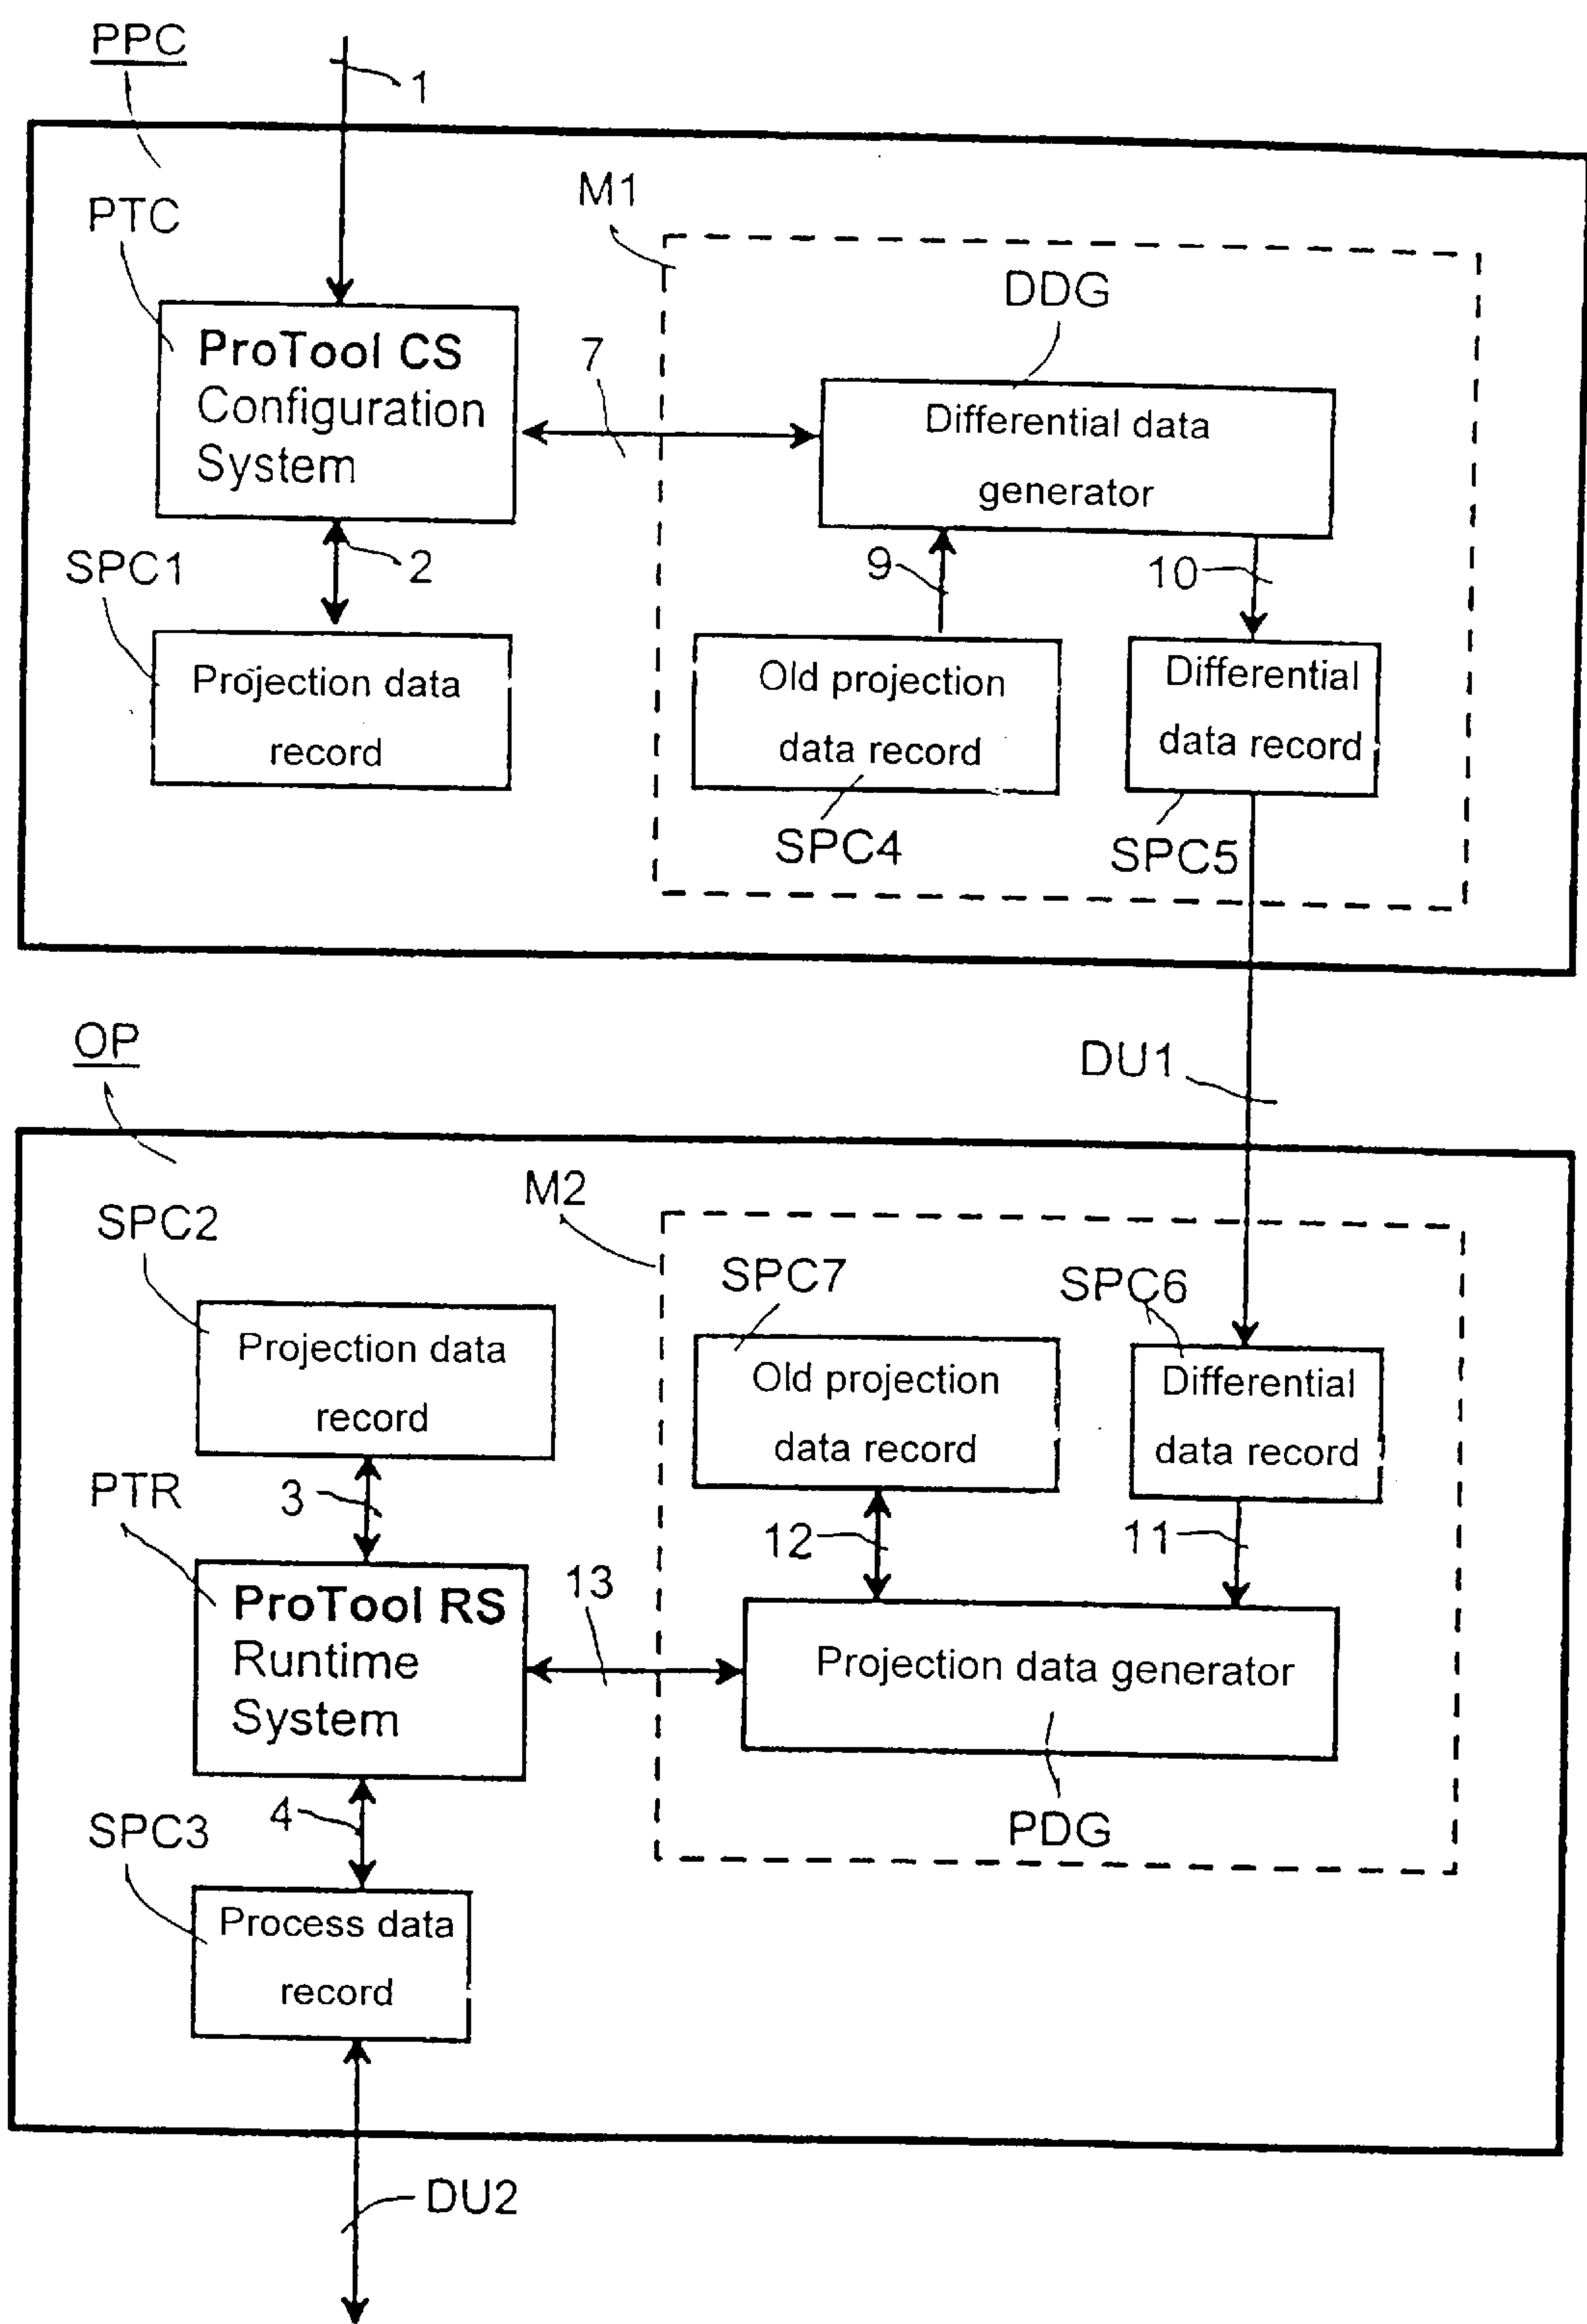 PPC
1
M1
PTC
DDG
ProTool CS
Configuration
System
7
Differential data
generator
SPC1
2
9
10
Projection data
record
Old projection
data record
Differential
data record
SPC4
SPC5
OP
DU1
M2
SPC2
SPC7
SPC6
Projection data
record
Old projection
data record
Differential
data record
PTR
3
12
11
13
ProTool RS
Runtime
System
Projection data generator
4
SPC3
PDG
Process data
record
DU2